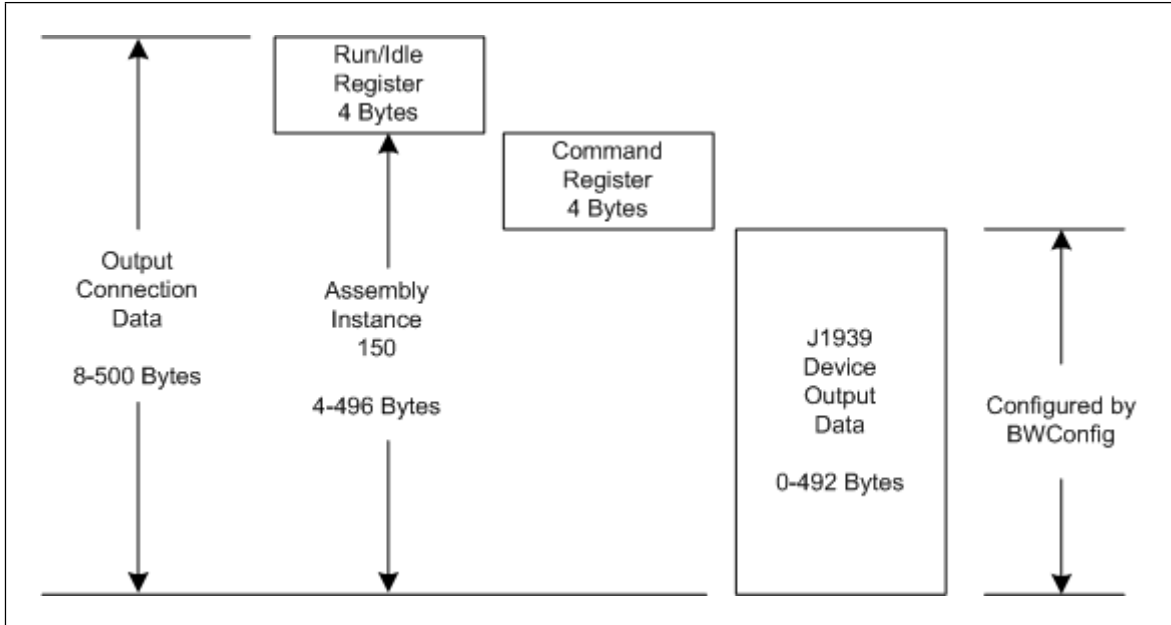 Run/Idle
Register
4 Bytes
Command
Register
4 Bytes
Output
Connection
Data
8-500 Bytes
Assembly
Instance
150
4-496 Bytes
J1939
Device
Output
Data
0-492 Bytes
Configured by
BWConfig